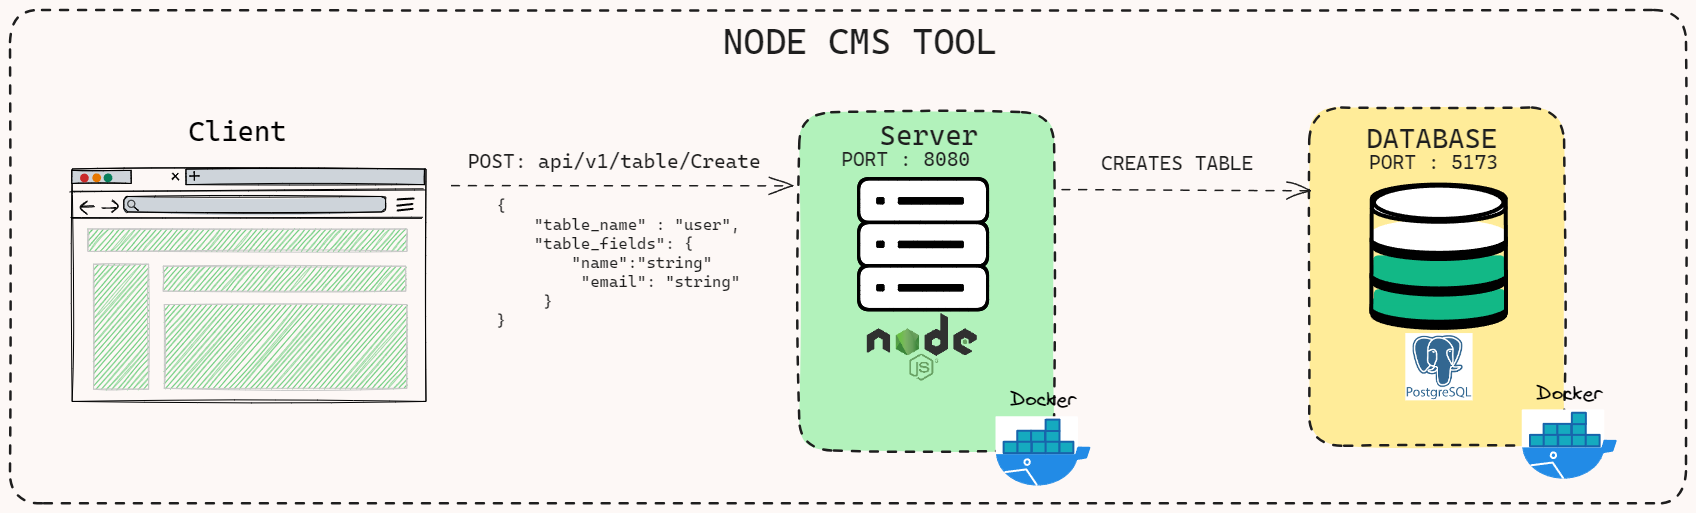 NODE CMS TOOL
Client
POST: api/v1/table/Create
{
"table_name" : "user",
"table_fields": {
"name":"string"
"email": "string"
}
}
Server
PORT : 8080
node
JS
Docker
CREATES TABLE
DATABASE
PORT : 5173
PostgreSQL
Docker